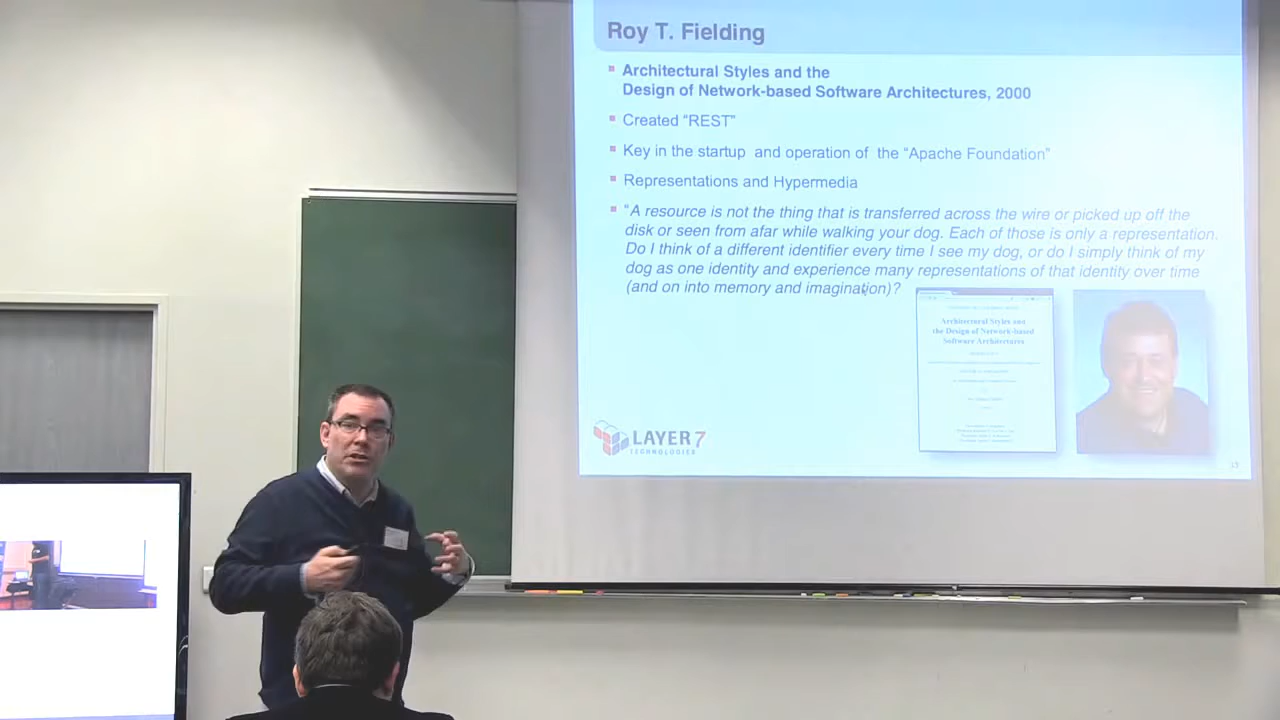 Roy T. Fielding
Architectural Styles and the
Design of Network-based Software Architectures, 2000
Created "REST"
Key in the startup and operation of the "Apache Foundation"
Representations and Hypermedia
"A resource is not the thing that is transferred across the wire or picked up off the
disk or seen from afar while walking your dog. Each of those is only a representation.
Do I think of a different identifier every time I see my dog, or do I simply think of my
dog as one identity and experience many representations of that identity over time
(and on into memory and imagination)?
Architectural Styles and
the Design of Network-based
Software Architectures
LAYER 7
TECHNOLOGIES